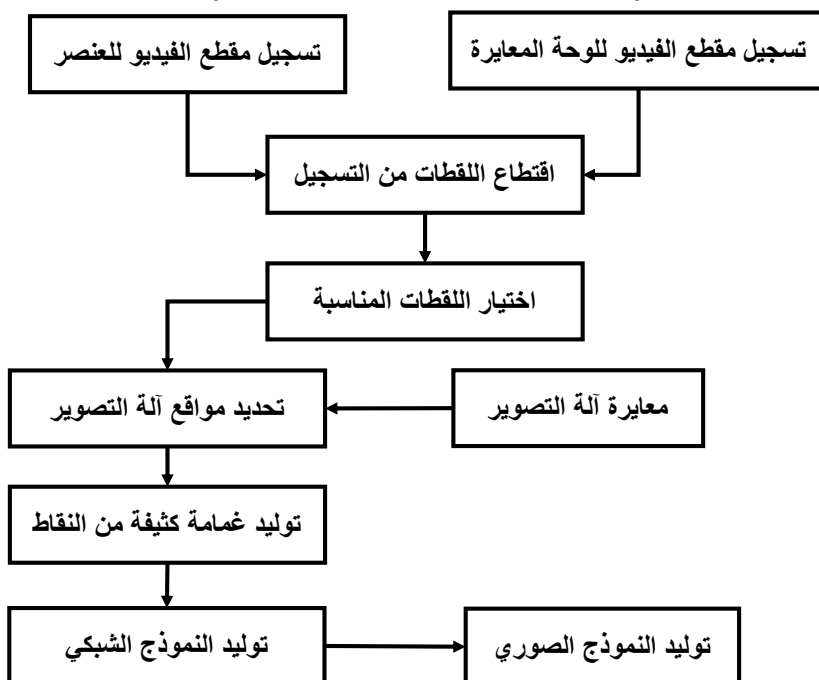 تسجيل مقطع الفيديو للوحة المعايرة
تسجيل مقطع الفيديو للعنصر
اقتطاع اللقطات من التسجيل
اختيار اللقطات المناسبة
معايرة آلة التصوير
تحديد مواقع آلة التصوير
توليد غمامة كثيفة من النقاط
توليد النموذج الشبكي
توليد النموذج الصوري